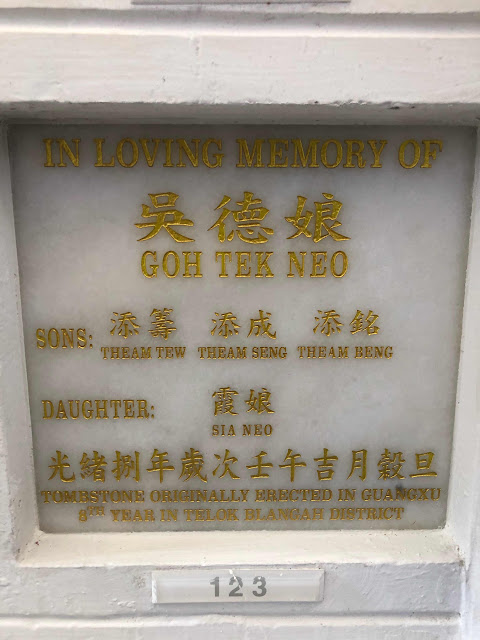 IN LOVING MEMORY OF
吳德娘
GOH TEK NEO
SONS: 添籌 添成 添銘
THEAM TEW THEAM SENG THEAM BENG
DAUGHTER: 霞娘
SIA NEO
光緒捌年歲次壬午吉月穀旦
TOMBSTONE ORIGINALLY ERECTED IN GUANGXU
8TH YEAR IN TELOK BLANGAH DISTRICT
123